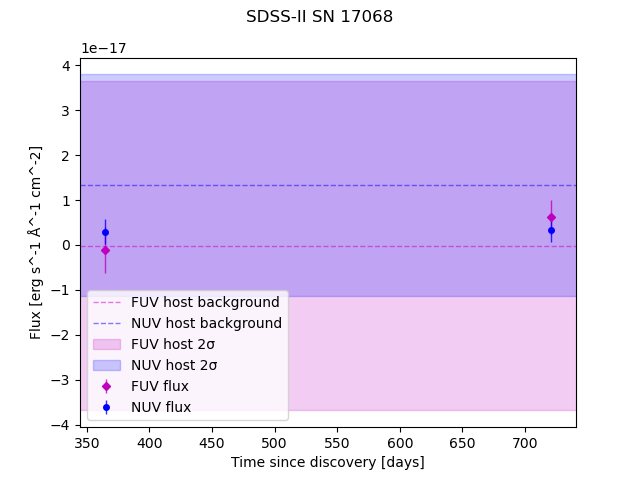 SDSS-II SN 17068
1e−17
4
3
2
1
0
−1
−2
−3
−4
Flux [erg s^-1 Å^-1 cm^-2]
FUV host background
NUV host background
FUV host 2σ
NUV host 2σ
FUV flux
NUV flux
350 400 450 500 550 600 650 700
Time since discovery [days]